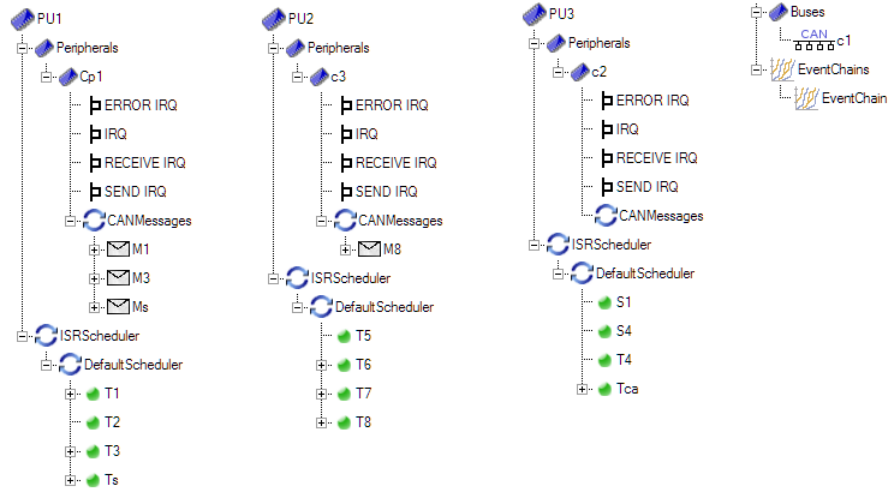 PU1
Peripherals
Cp1
ERROR IRQ
IRQ
RECEIVE IRQ
SEND IRQ
CANMessages
M1
M3
Ms
ISRScheduler
DefaultScheduler
T1
T2
T3
Ts
PU2
Peripherals
c3
ERROR IRQ
IRQ
RECEIVE IRQ
SEND IRQ
CANMessages
M8
ISRScheduler
DefaultScheduler
T5
T6
T7
T8
PU3
Peripherals
c2
ERROR IRQ
IRQ
RECEIVE IRQ
SEND IRQ
CANMessages
ISRScheduler
DefaultScheduler
S1
S4
T4
Tca
Buses
CAN c1
EventChains
EventChain